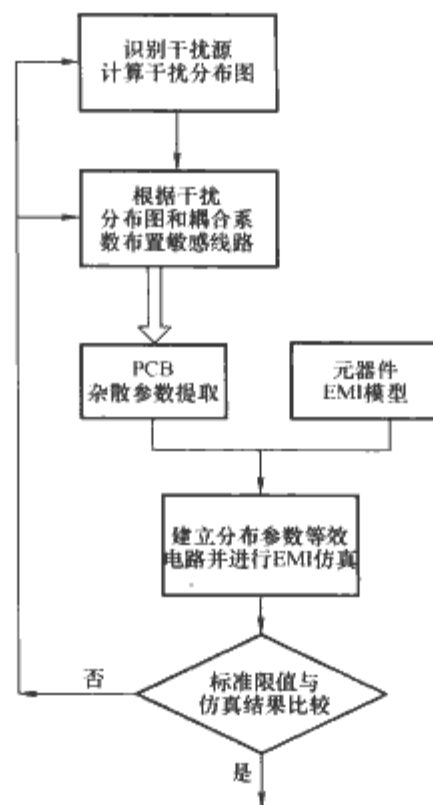 识别干扰源
计算干扰分布图
根据干扰
分布图和耦合系
数布置敏感线路
PCB
杂散参数提取
元器件
EMI模型
建立分布参数等效
电路并进行EMI仿真
标准限值与
仿真结果比较
否
是